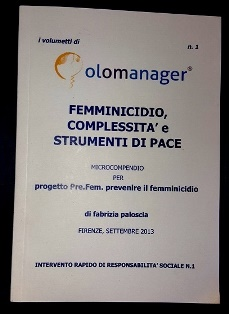 i volumetti di
n. 1
olomanager®
FEMMINICIDIO,
COMPLESSITA' e
STRUMENTI DI PACE
MICROCOMPENDIO
PER
progetto Pre.Fem. prevenire il femminicidio
di fabrizia paloscia
FIRENZE, SETTEMBRE 2013
INTERVENTO RAPIDO DI RESPONSABILITA' SOCIALE N.1